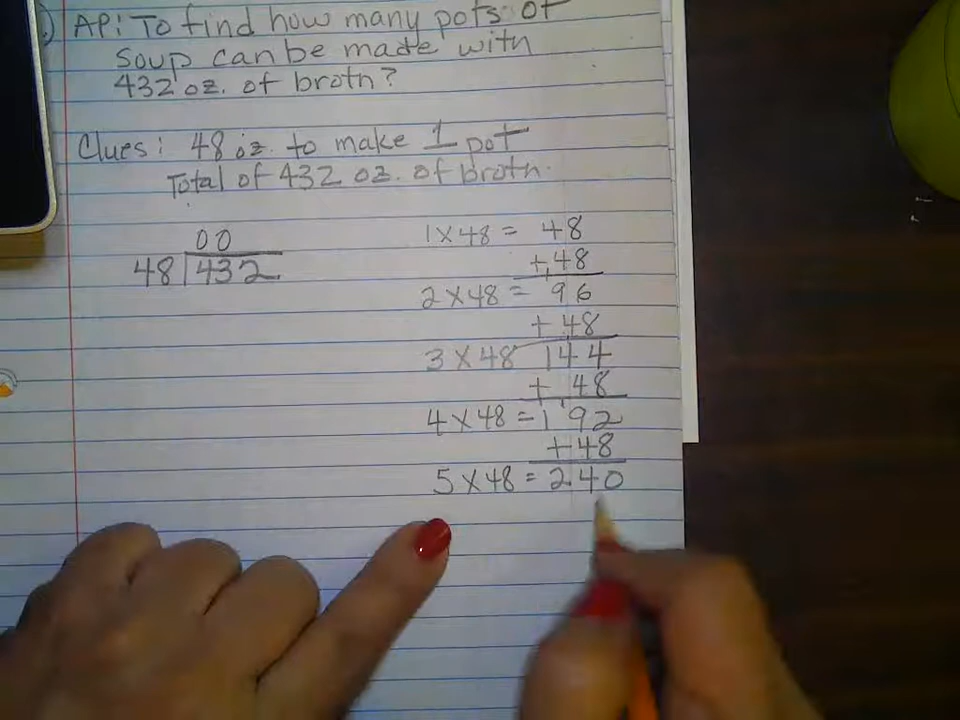 ) AP: To find how many pots of
soup can be made with
432 oz. of broth?
Clues: 48 oz. to make 1 pot
Total of 432 oz. of broth.
00
48 432
1 x 48 = 48
+48
2 x 48 = 96
+ 48
3 x 48 144
+ 48
4 x 48 = 192
+48
5 x 48 = 240